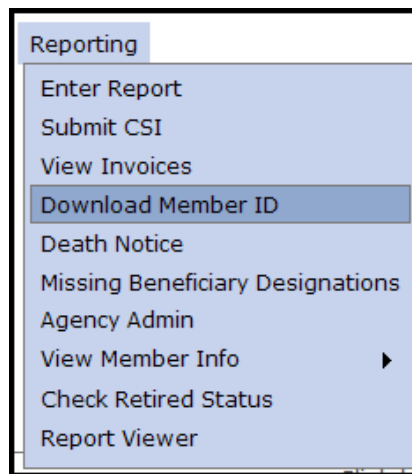 Reporting
Enter Report
Submit CSI
View Invoices
Download Member ID
Death Notice
Missing Beneficiary Designations
Agency Admin
View Member Info
Check Retired Status
Report Viewer